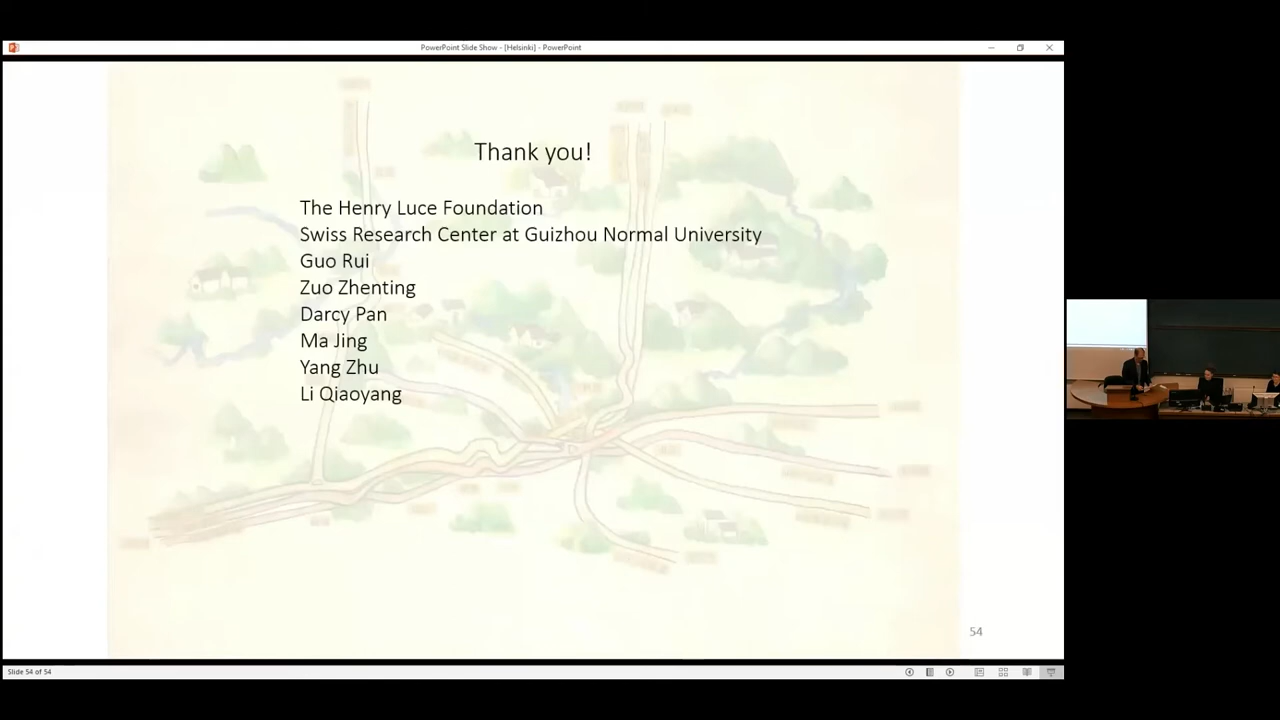 PowerPoint Slide Show - [Helsinki] - PowerPoint
Thank you!
The Henry Luce Foundation
Swiss Research Center at Guizhou Normal University
Guo Rui
Zuo Zhenting
Darcy Pan
Ma Jing
Yang Zhu
Li Qiaoyang
54
Slide 54 of 54